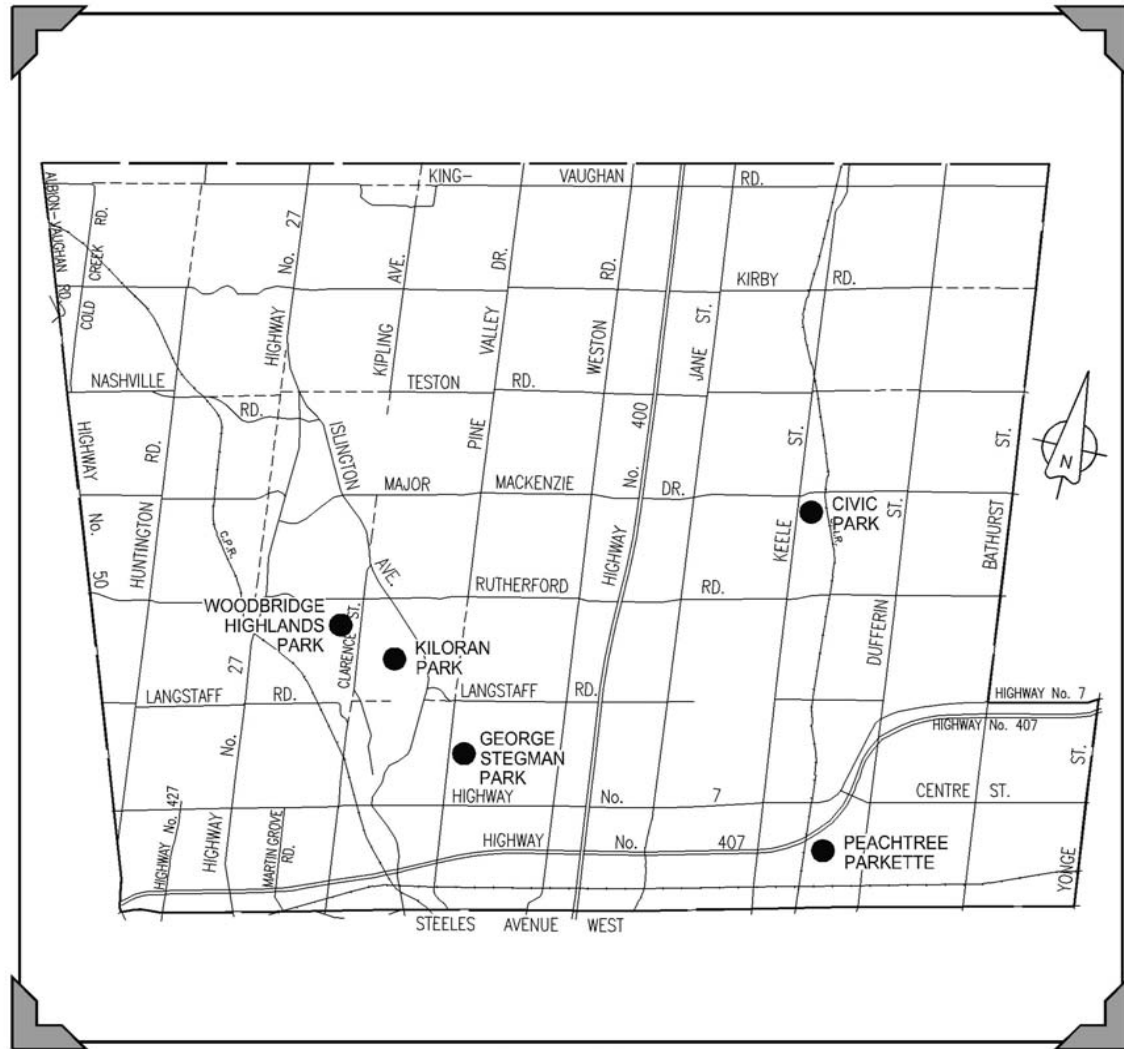 KING- VAUGHAN RD.
ALBION-VAUGHAN RD.
COLD CREEK RD.
HIGHWAY No. 27
KIPLING AVE.
PINE VALLEY DR.
WESTON RD.
JANE ST.
KIRBY RD.
NASHVILLE RD.
TESTON RD.
HIGHWAY No. 50
HUNTINGTON RD.
ISLINGTON AVE.
HIGHWAY No. 400
KEELE ST.
DUFFERIN ST.
BATHURST ST.
N
MAJOR MACKENZIE DR.
CIVIC
PARK
C.P.R.
RUTHERFORD RD.
WOODBRIDGE
HIGHLANDS
PARK
CLARENCE ST.
KILORAN
PARK
LANGSTAFF RD.
LANGSTAFF RD.
HIGHWAY No. 7
HIGHWAY No. 407
HIGHWAY No. 27
GEORGE
STEGMAN
PARK
HIGHWAY No. 7
CENTRE ST.
HIGHWAY No. 427
MARTIN GROVE
RD.
HIGHWAY No. 407
PEACHTREE
PARKETTE
YONGE ST.
STEELES AVENUE WEST